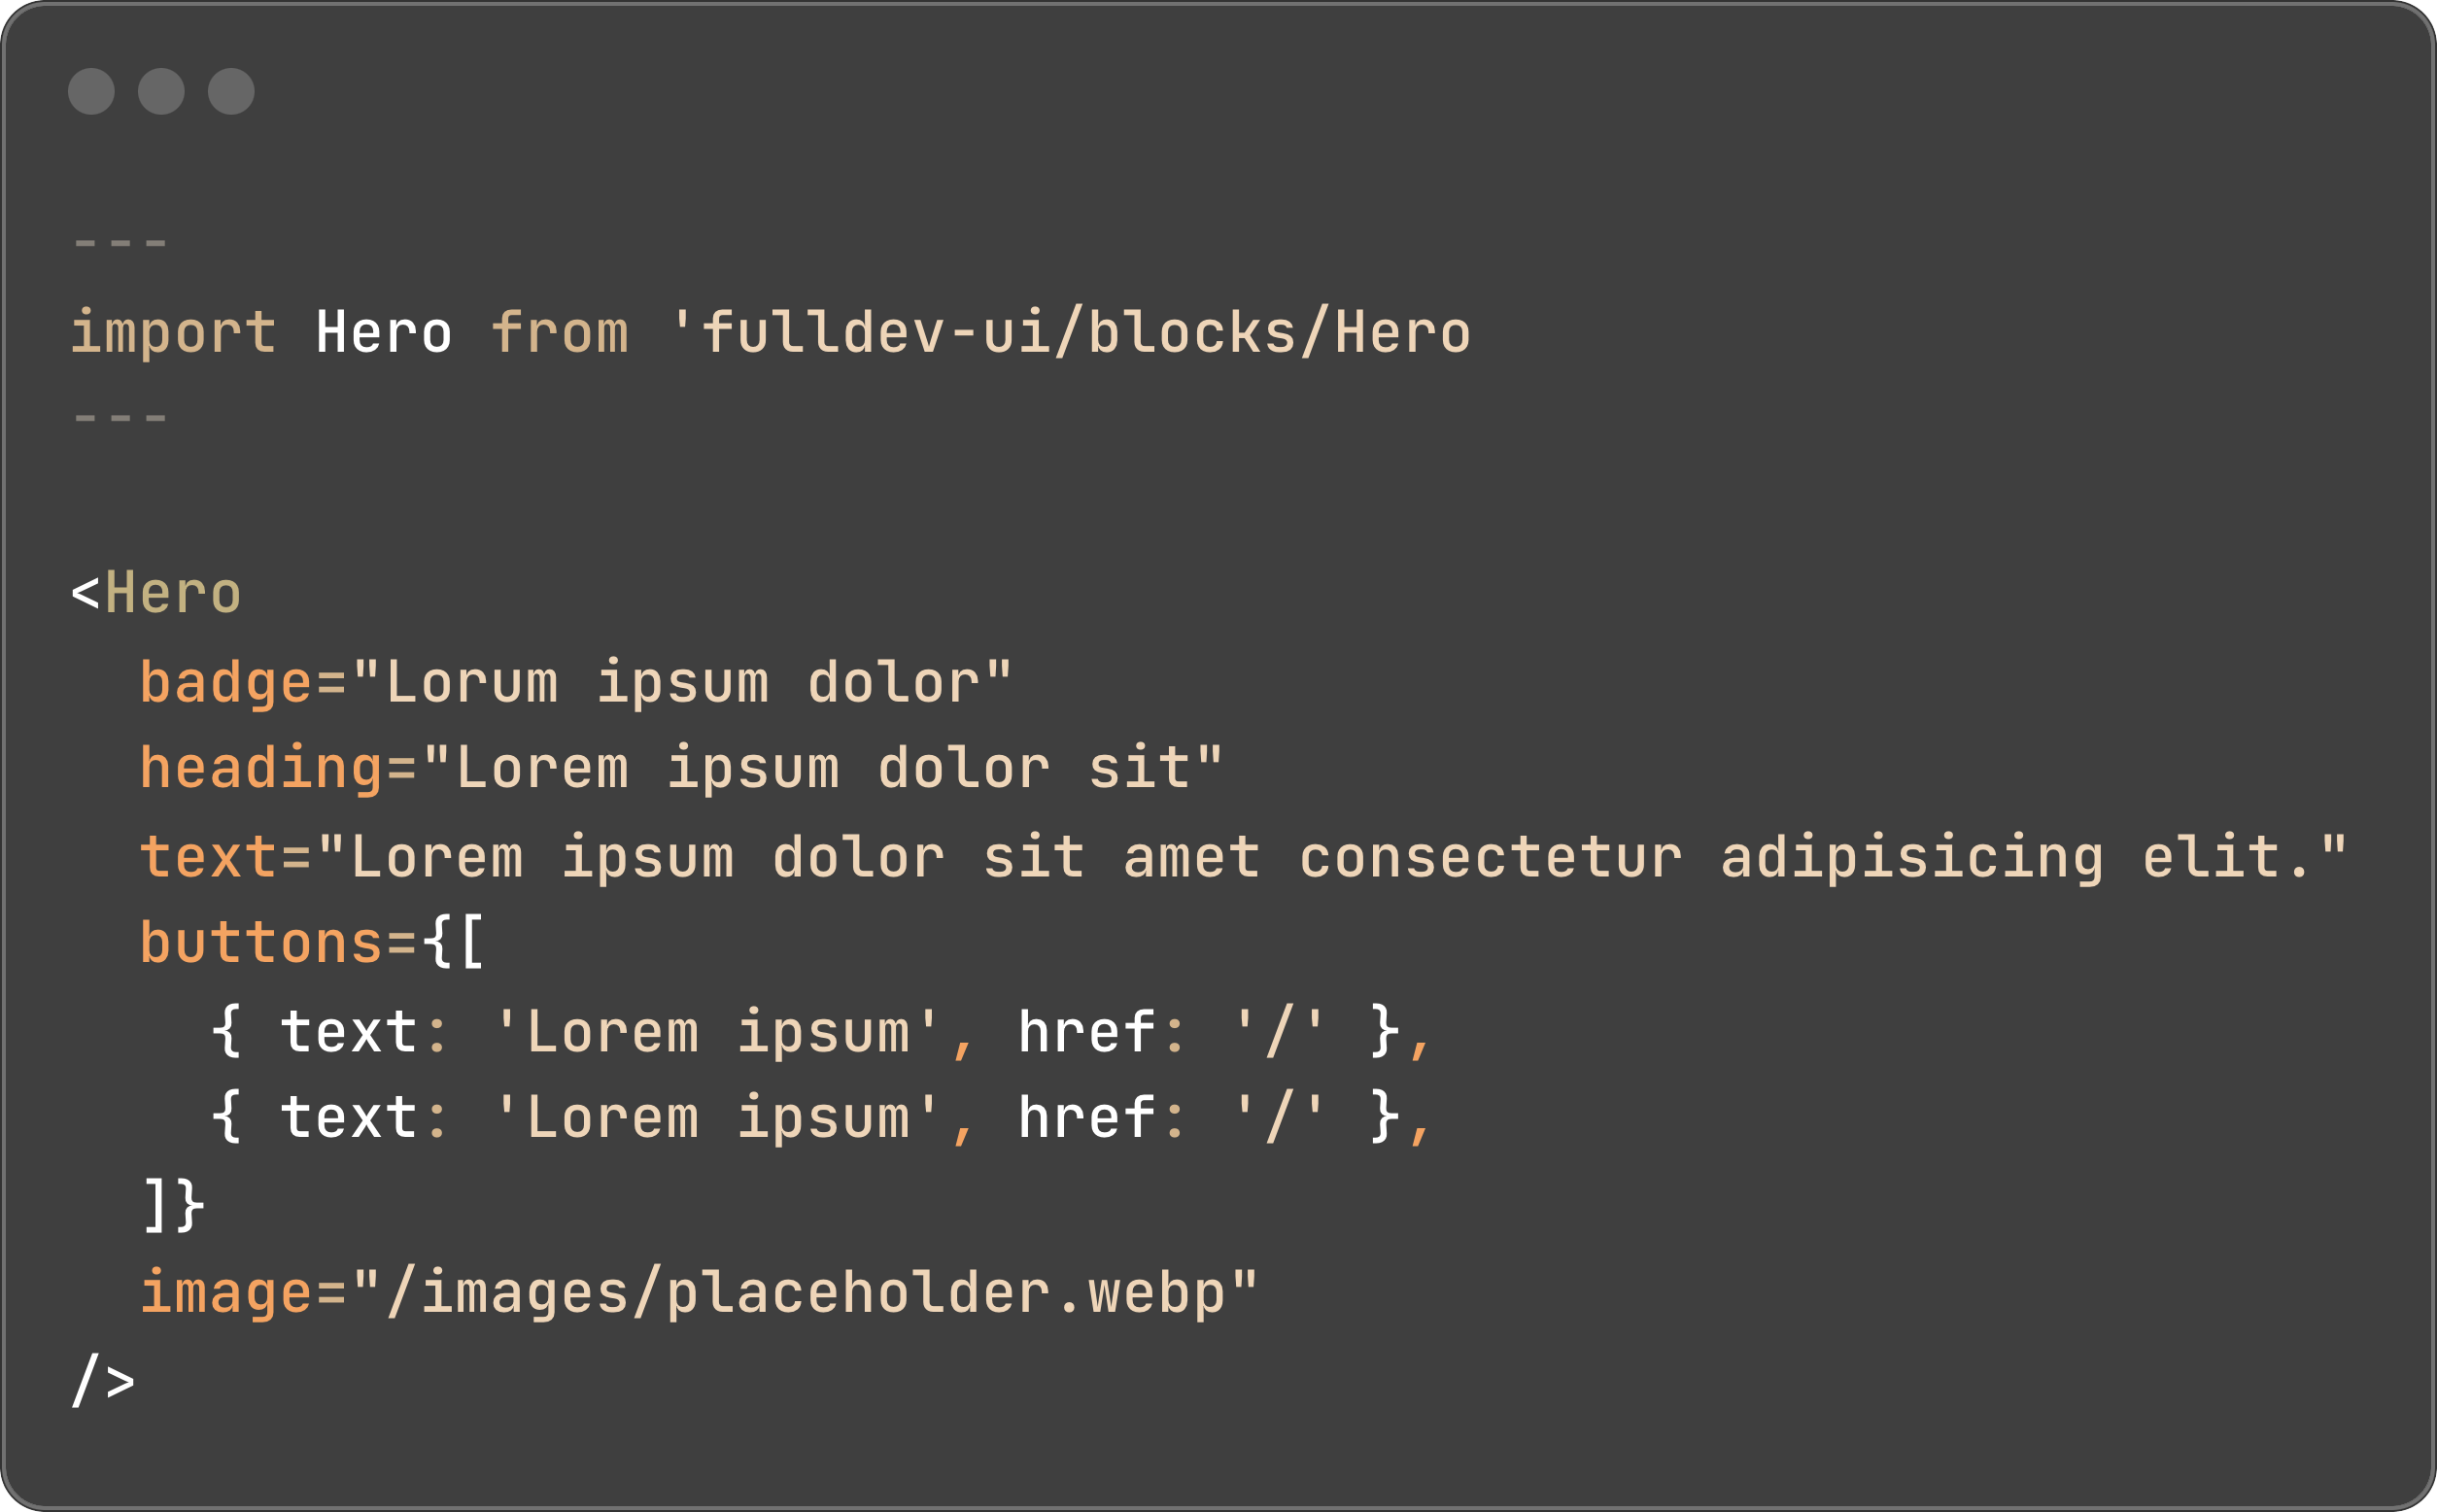 ---
import Hero from 'fulldev-ui/blocks/Hero
---
<Hero
  badge="Lorum ipsum dolor"
  heading="Lorem ipsum dolor sit"
  text="Lorem ipsum dolor sit amet consectetur adipisicing elit."
  buttons={[
    { text: 'Lorem ipsum', href: '/' },
    { text: 'Lorem ipsum', href: '/' },
  ]}
  image="/images/placeholder.webp"
/>